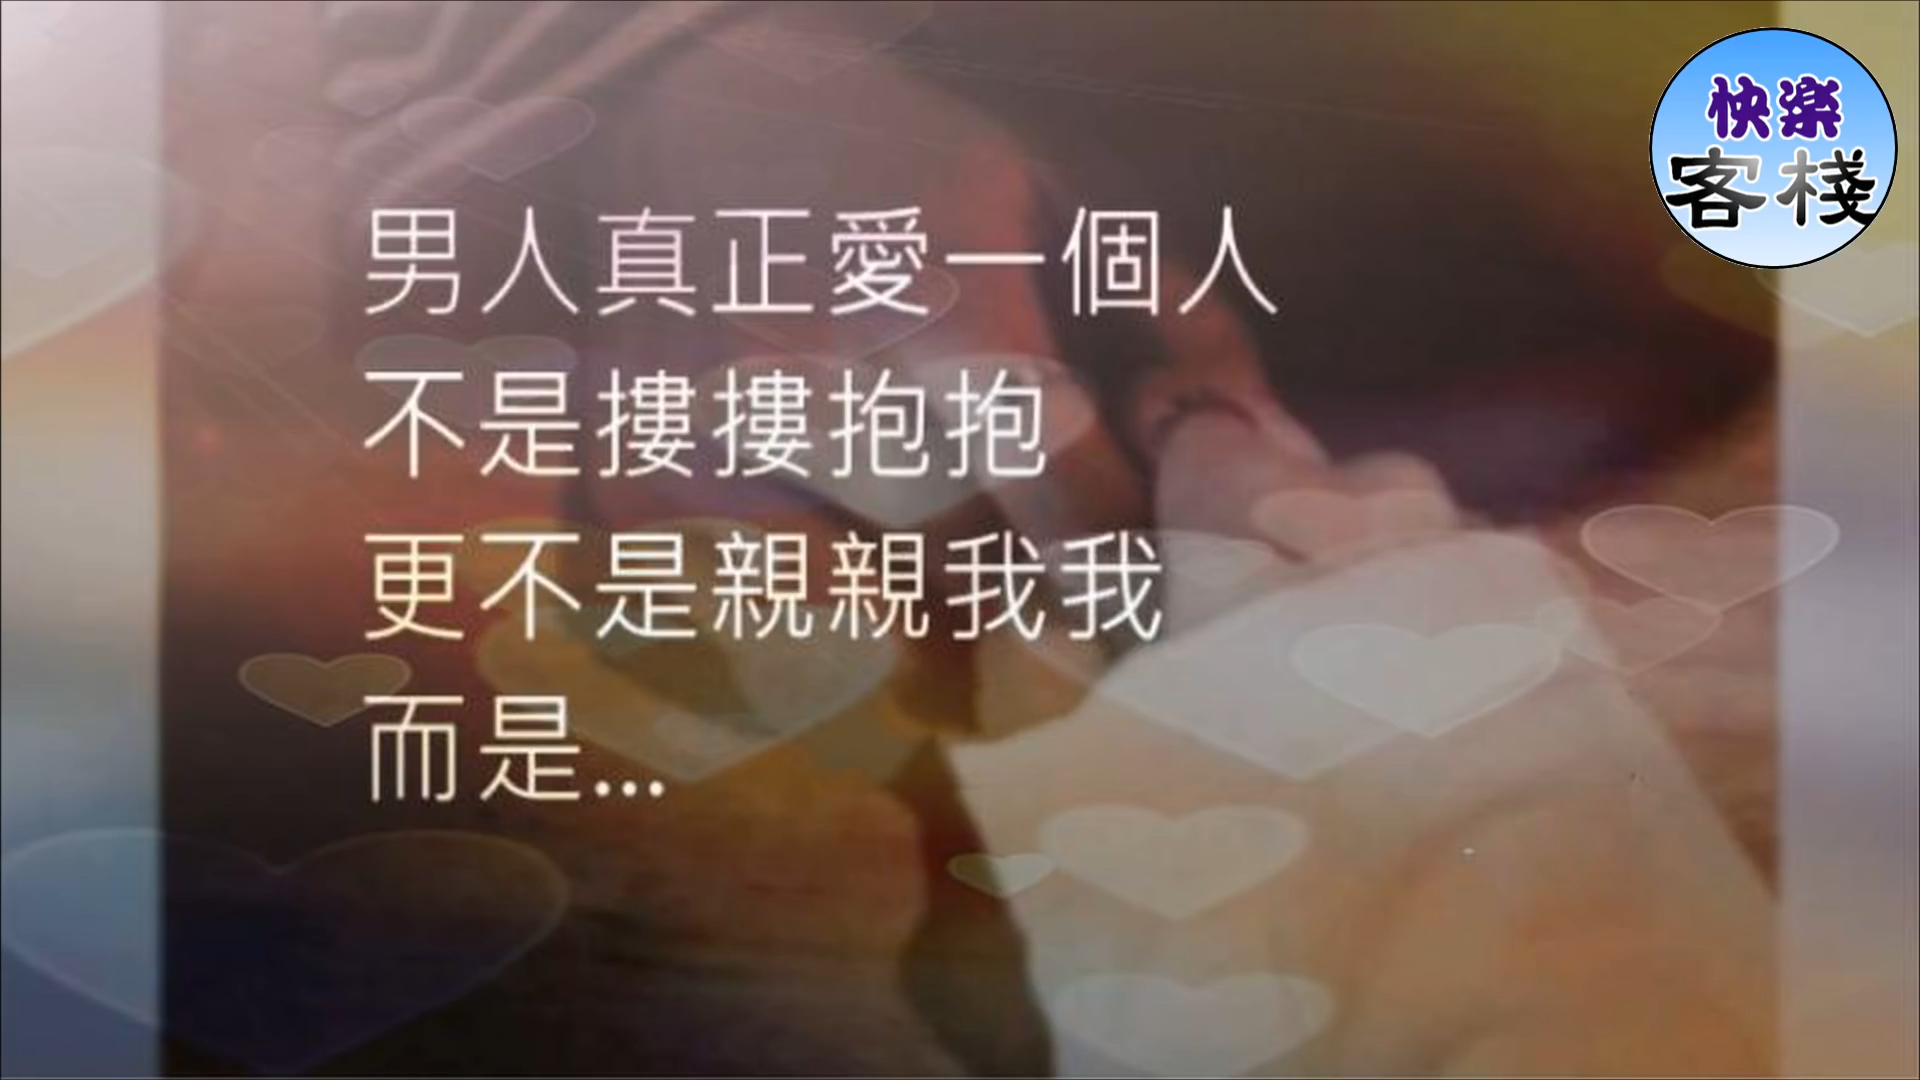 快楽
客棧
男人真正愛一個人
不是摟摟抱抱
更不是親親我我
而是...